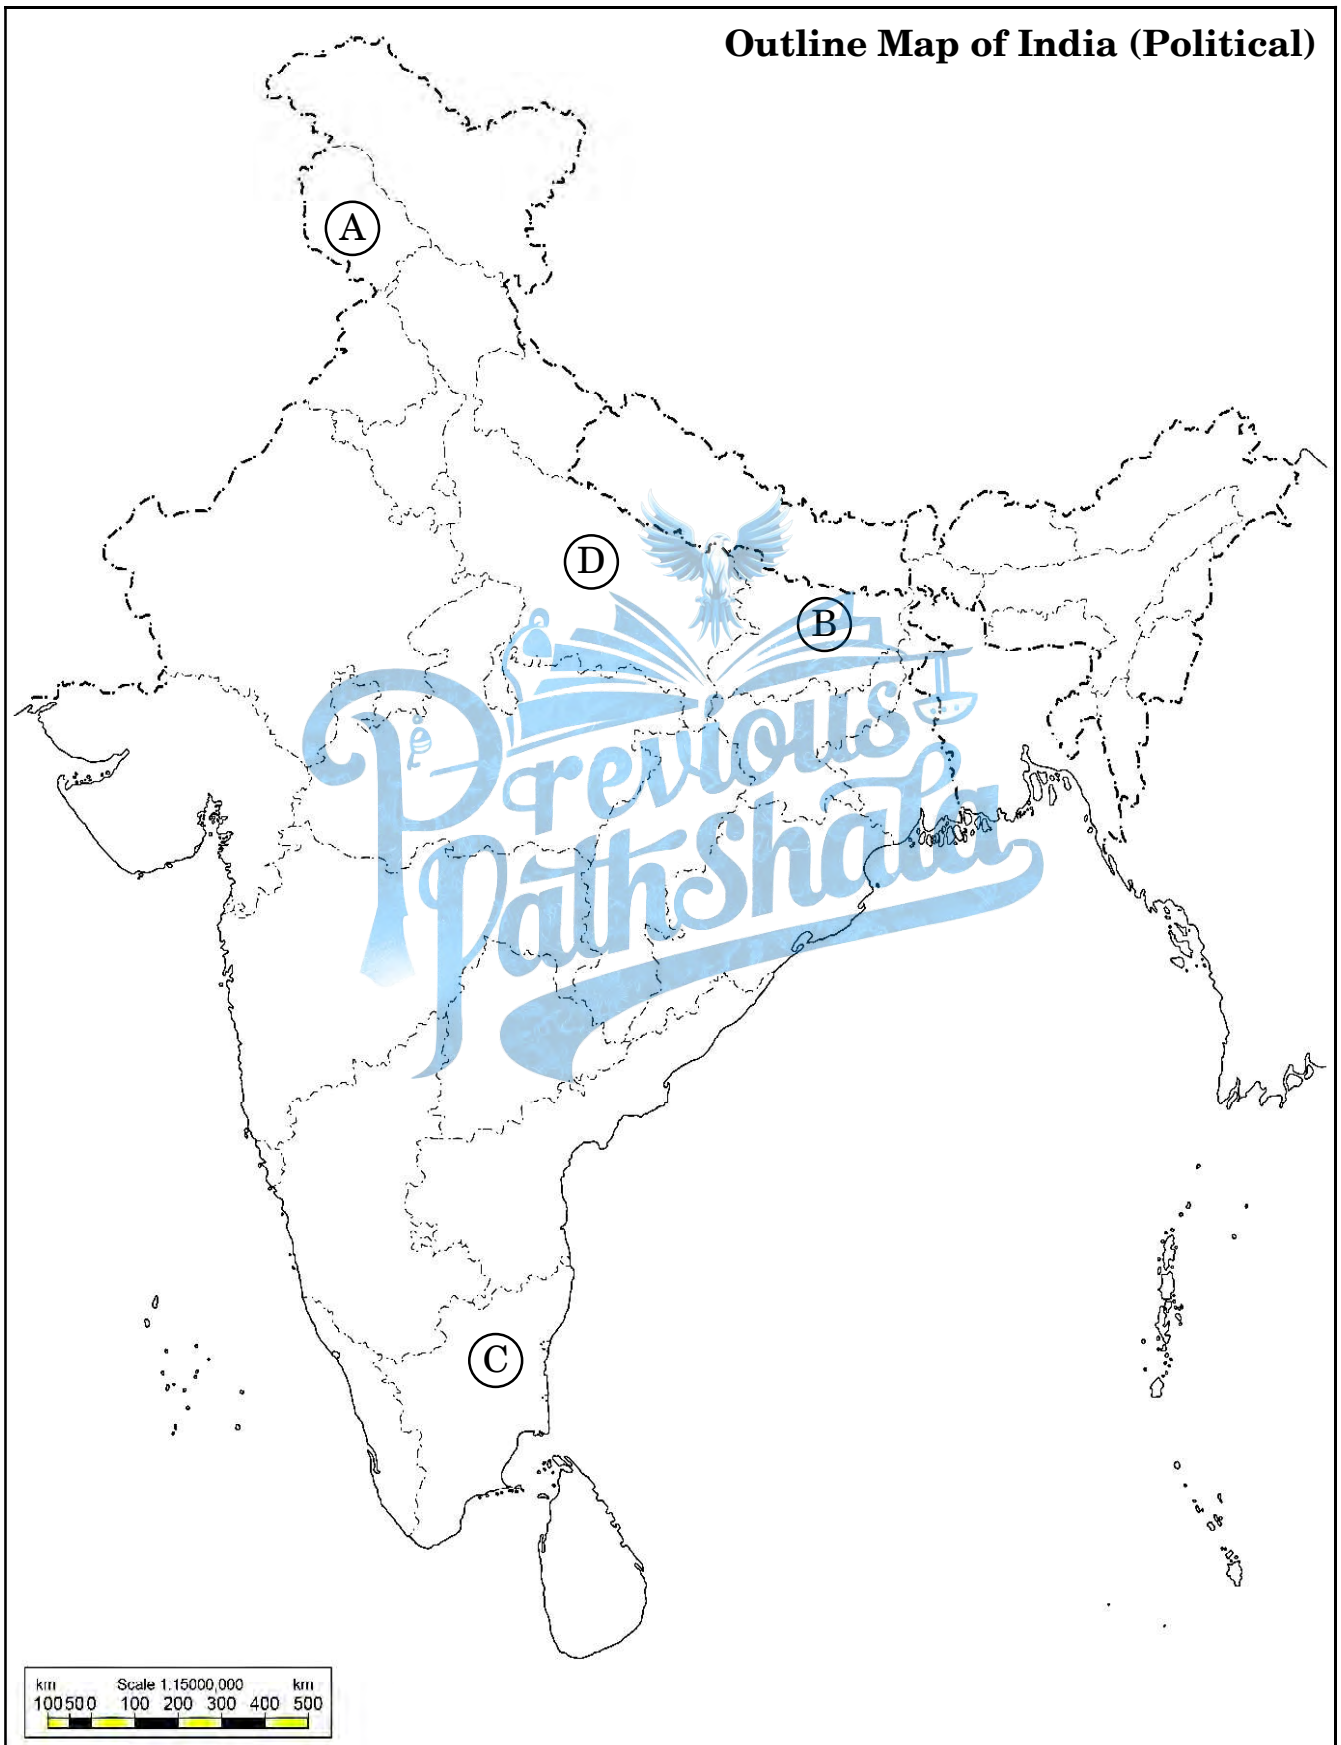 Outline Map of India (Political)
A
D
B
Previous
Pathshala
C
km Scale 1:15000,000 km
100 50 0 100 200 300 400 500